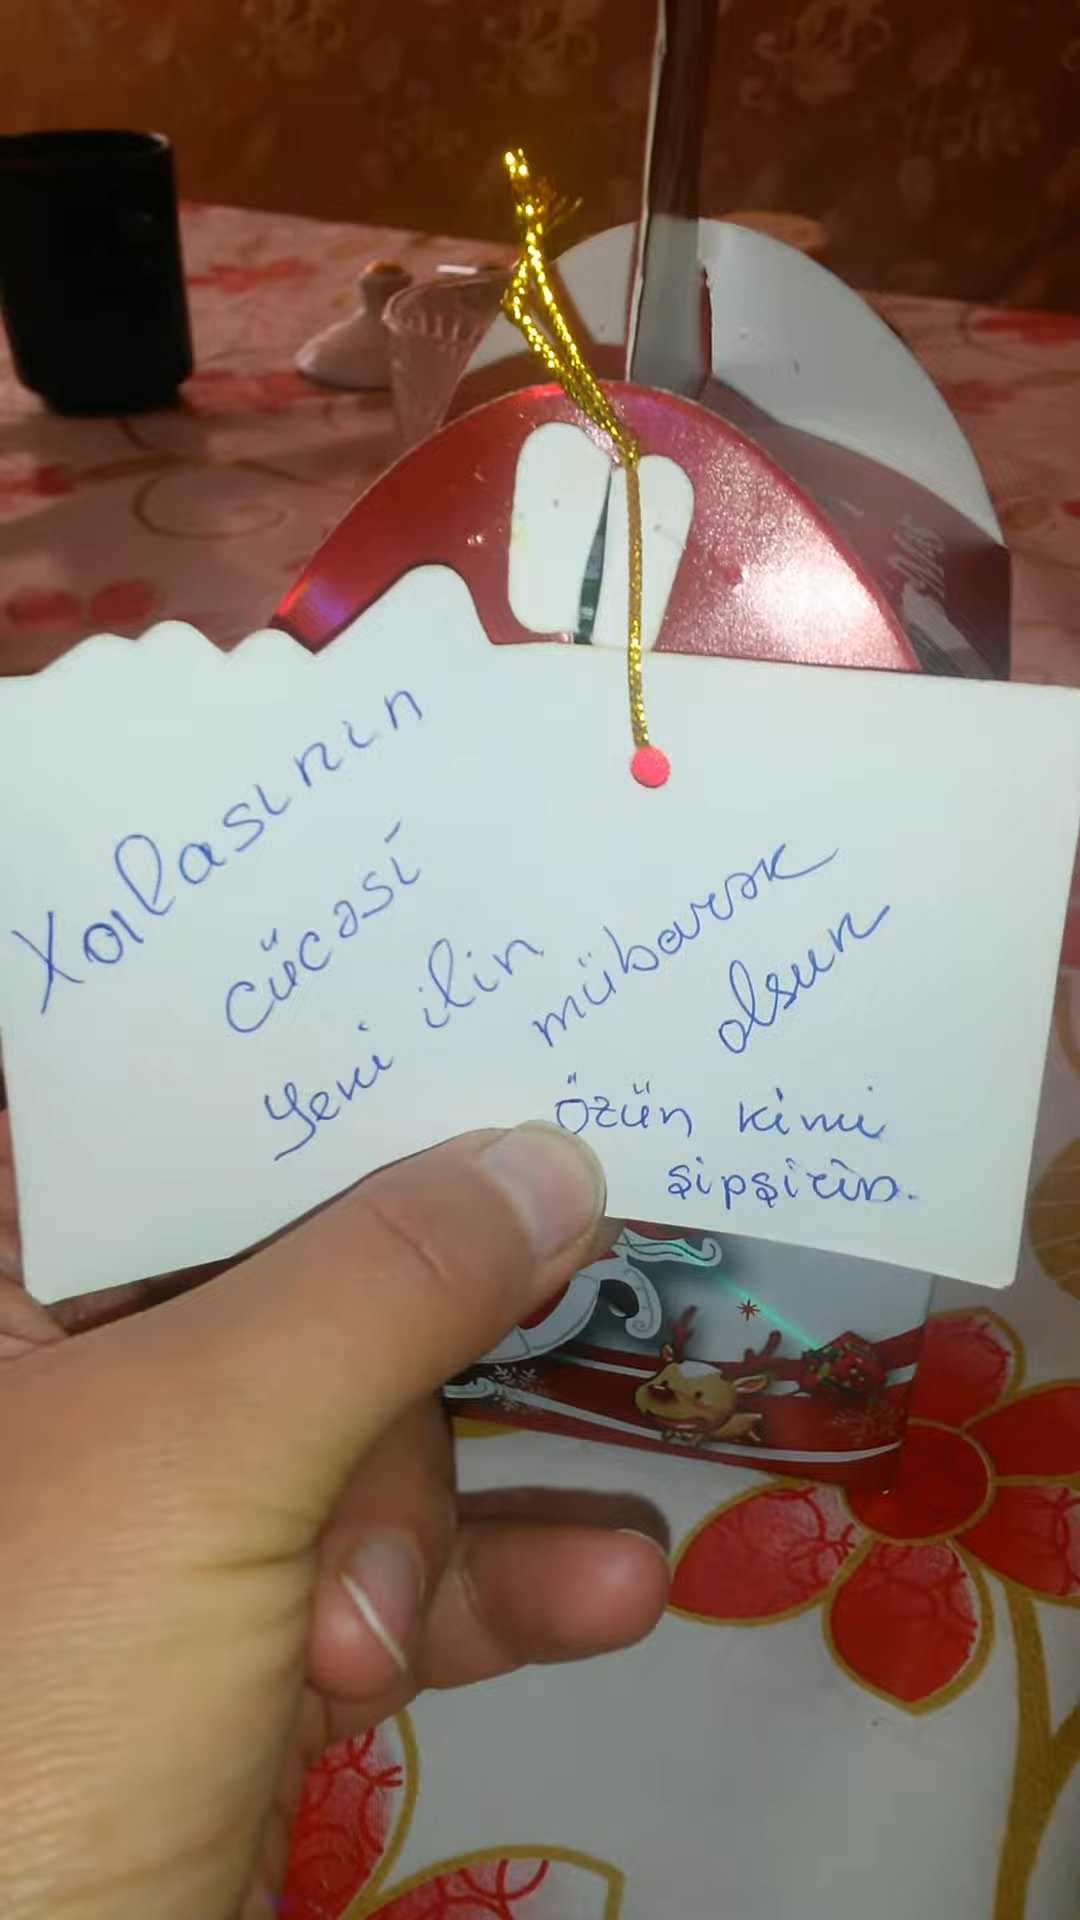 Xalasının
cücəsi
Yeni ilin mübarək
olsun
Özün kimi
şipşirin.